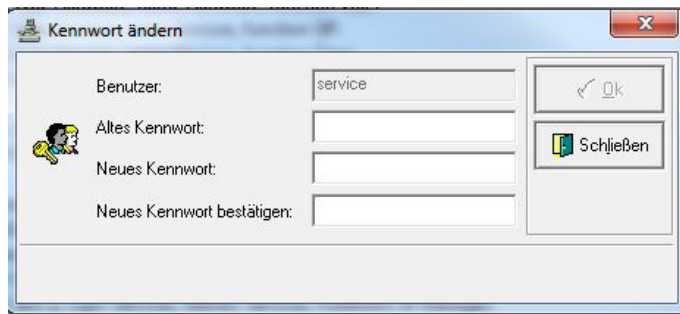 Kennwort ändern
Benutzer:
service
Ok
Altes Kennwort:
Schließen
Neues Kennwort:
Neues Kennwort bestätigen: